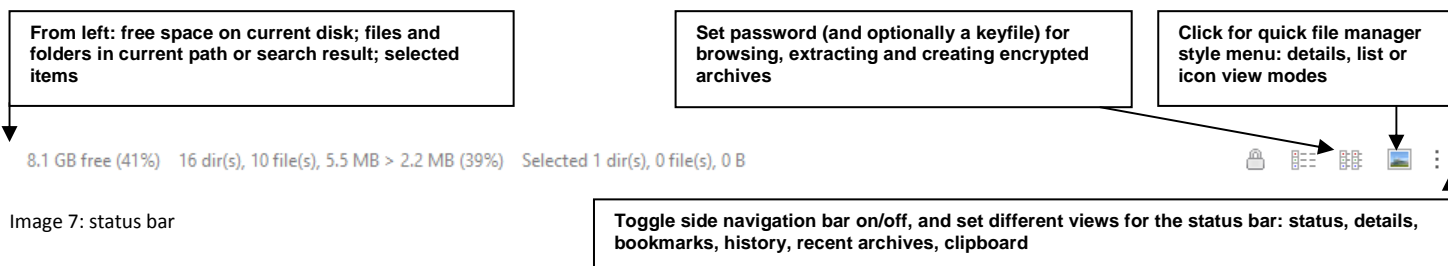 From left: free space on current disk; files and
folders in current path or search result; selected
items
Set password (and optionally a keyfile) for
browsing, extracting and creating encrypted
archives
Click for quick file manager
style menu: details, list or
icon view modes
8.1 GB free (41%) 16 dir(s), 10 file(s), 5.5 MB > 2.2 MB (39%) Selected 1 dir(s), 0 file(s), 0 B
Image 7: status bar
Toggle side navigation bar on/off, and set different views for the status bar: status, details,
bookmarks, history, recent archives, clipboard